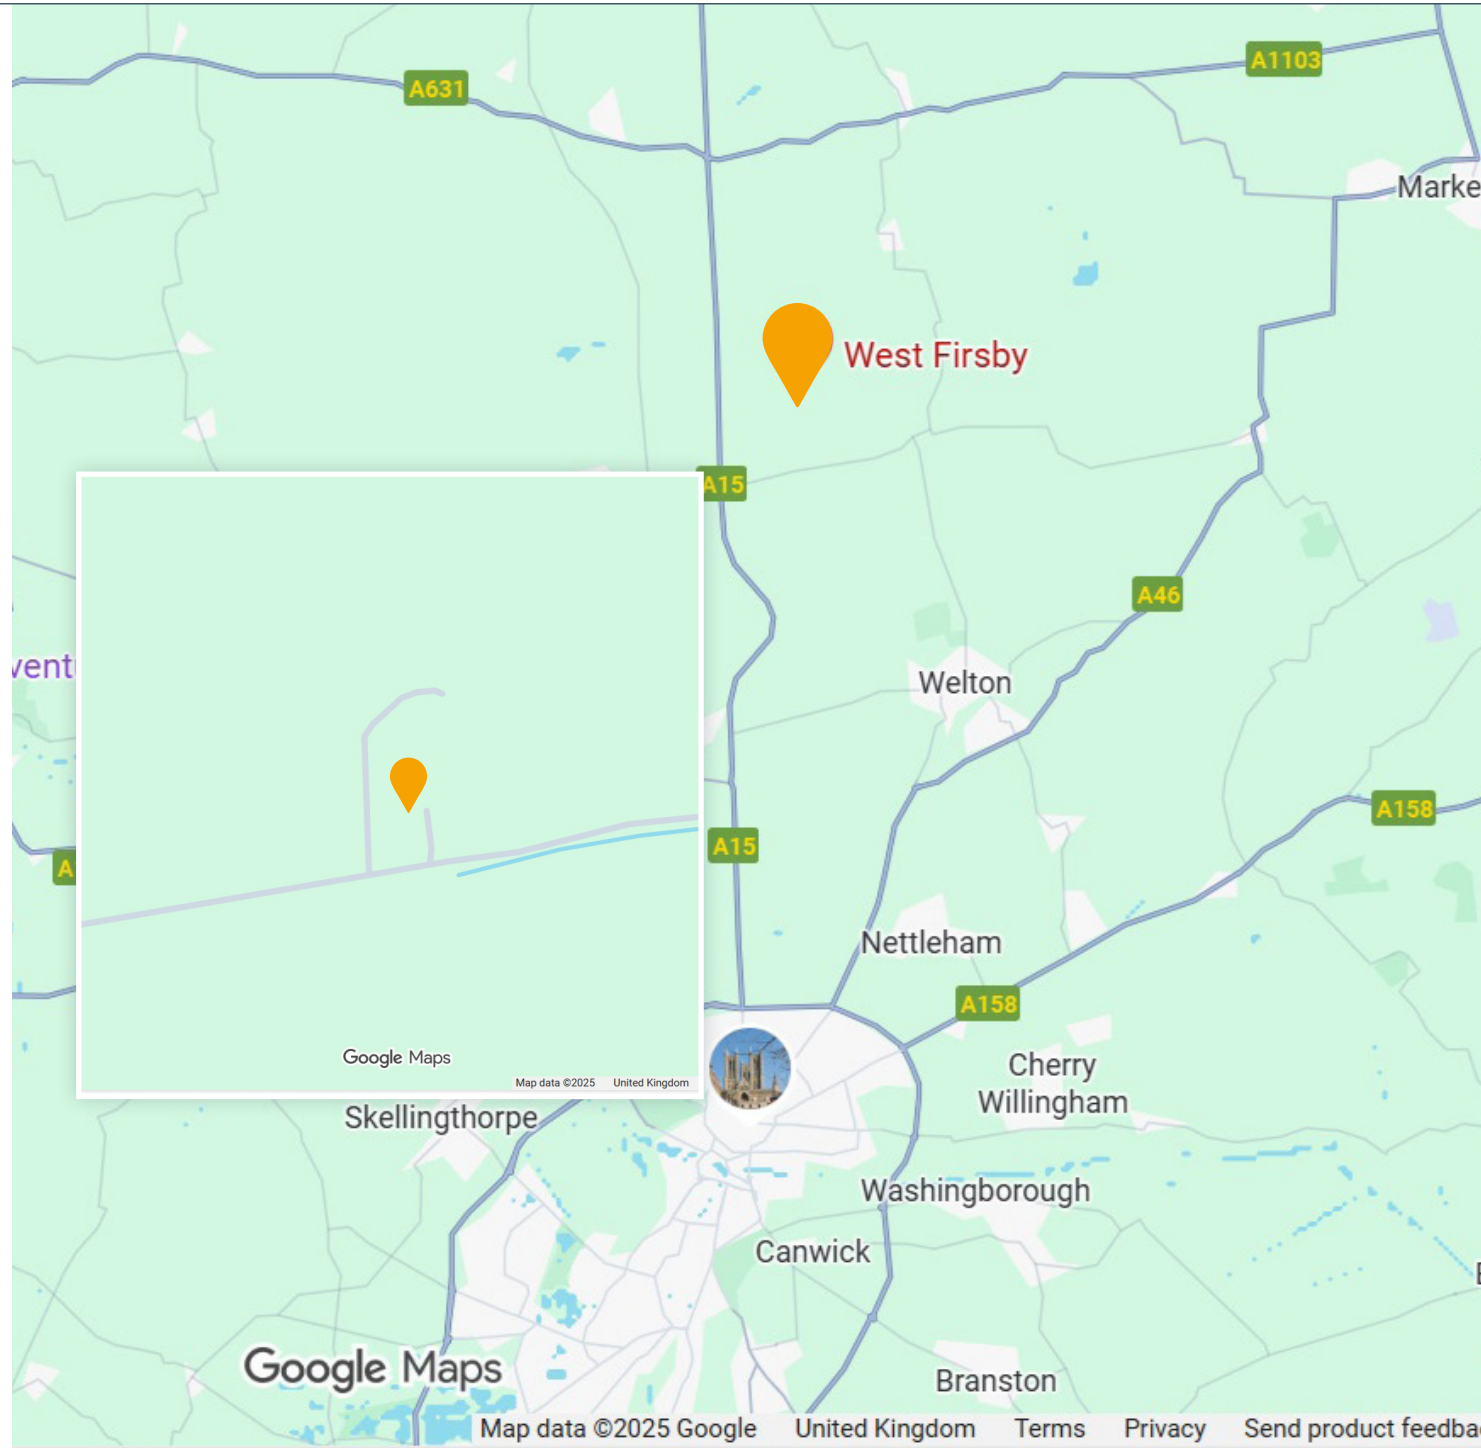 A1103
A631
Marke
West Firsby
A15
A46
ventu
Welton
A158
A15
A
Nettleham
A158
Google Maps
Map data ©2025 United Kingdom
Cherry
Willingham
Skellingthorpe
Washingborough
Canwick
Google Maps
Branston
Map data ©2025 Google United Kingdom Terms Privacy Send product feedba